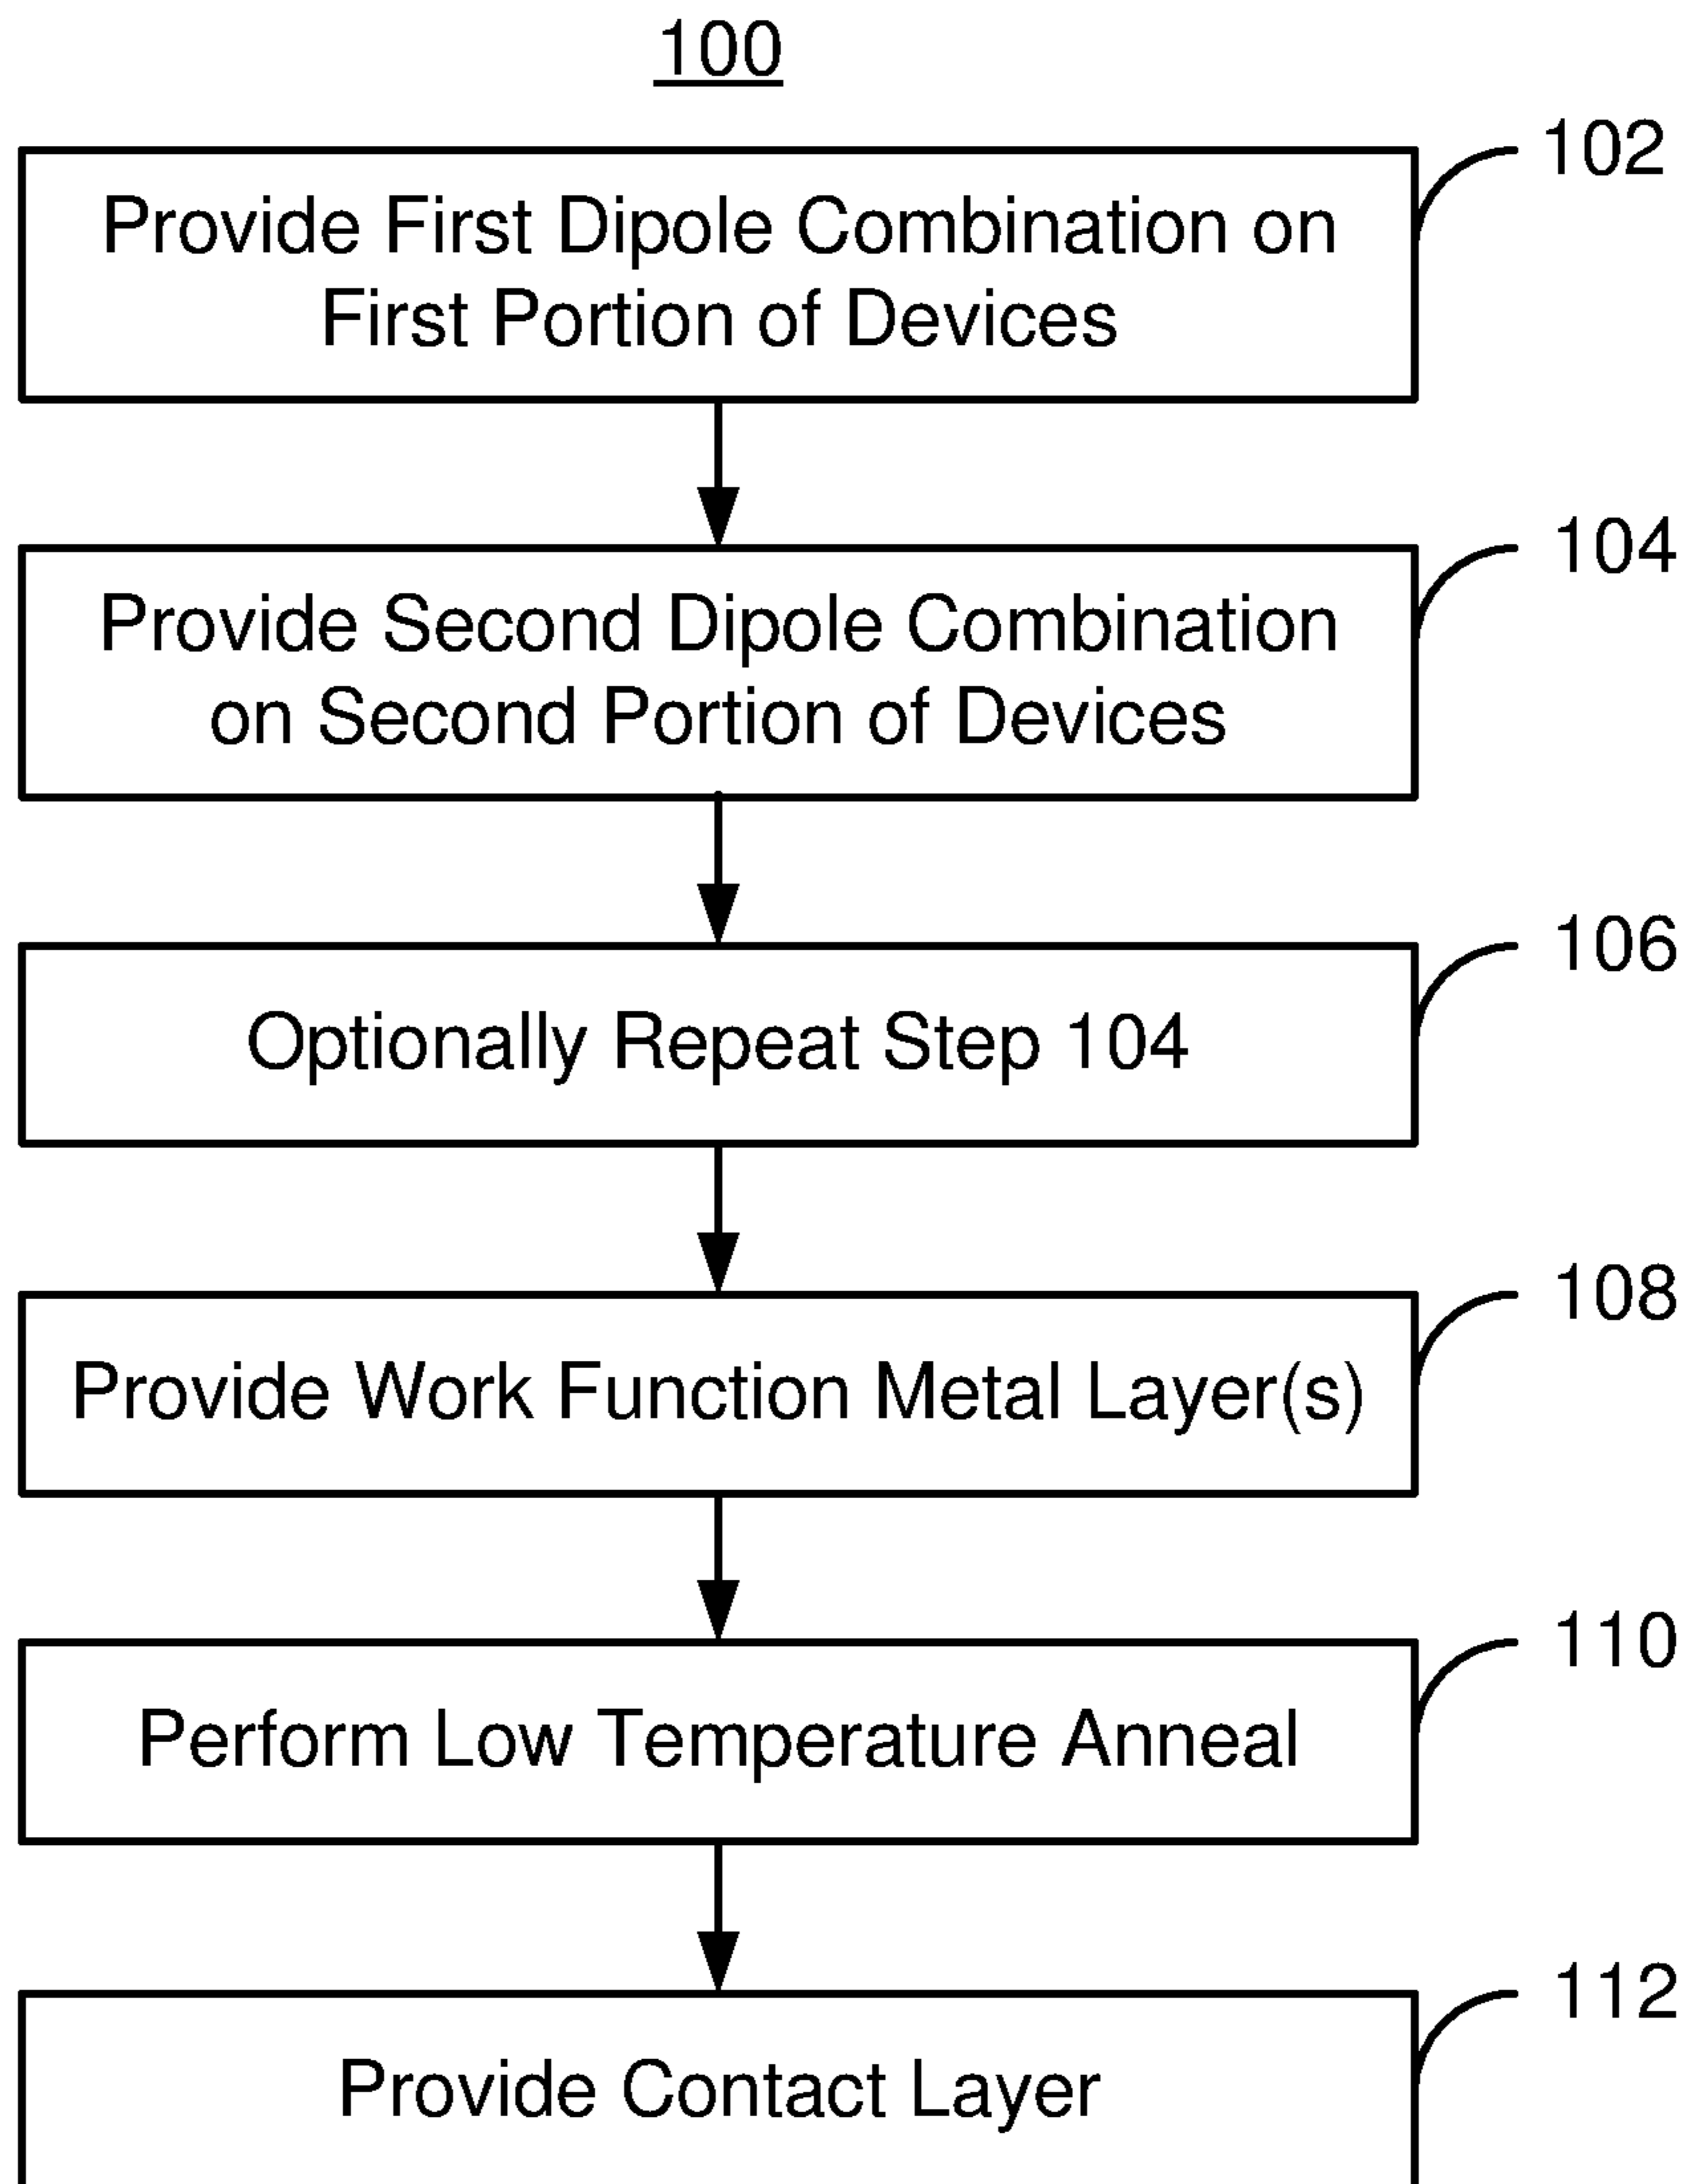 100
102
Provide First Dipole Combination on
First Portion of Devices
104
Provide Second Dipole Combination
on Second Portion of Devices
106
Optionally Repeat Step 104
108
Provide Work Function Metal Layer(s)
110
Perform Low Temperature Anneal
112
Provide Contact Layer